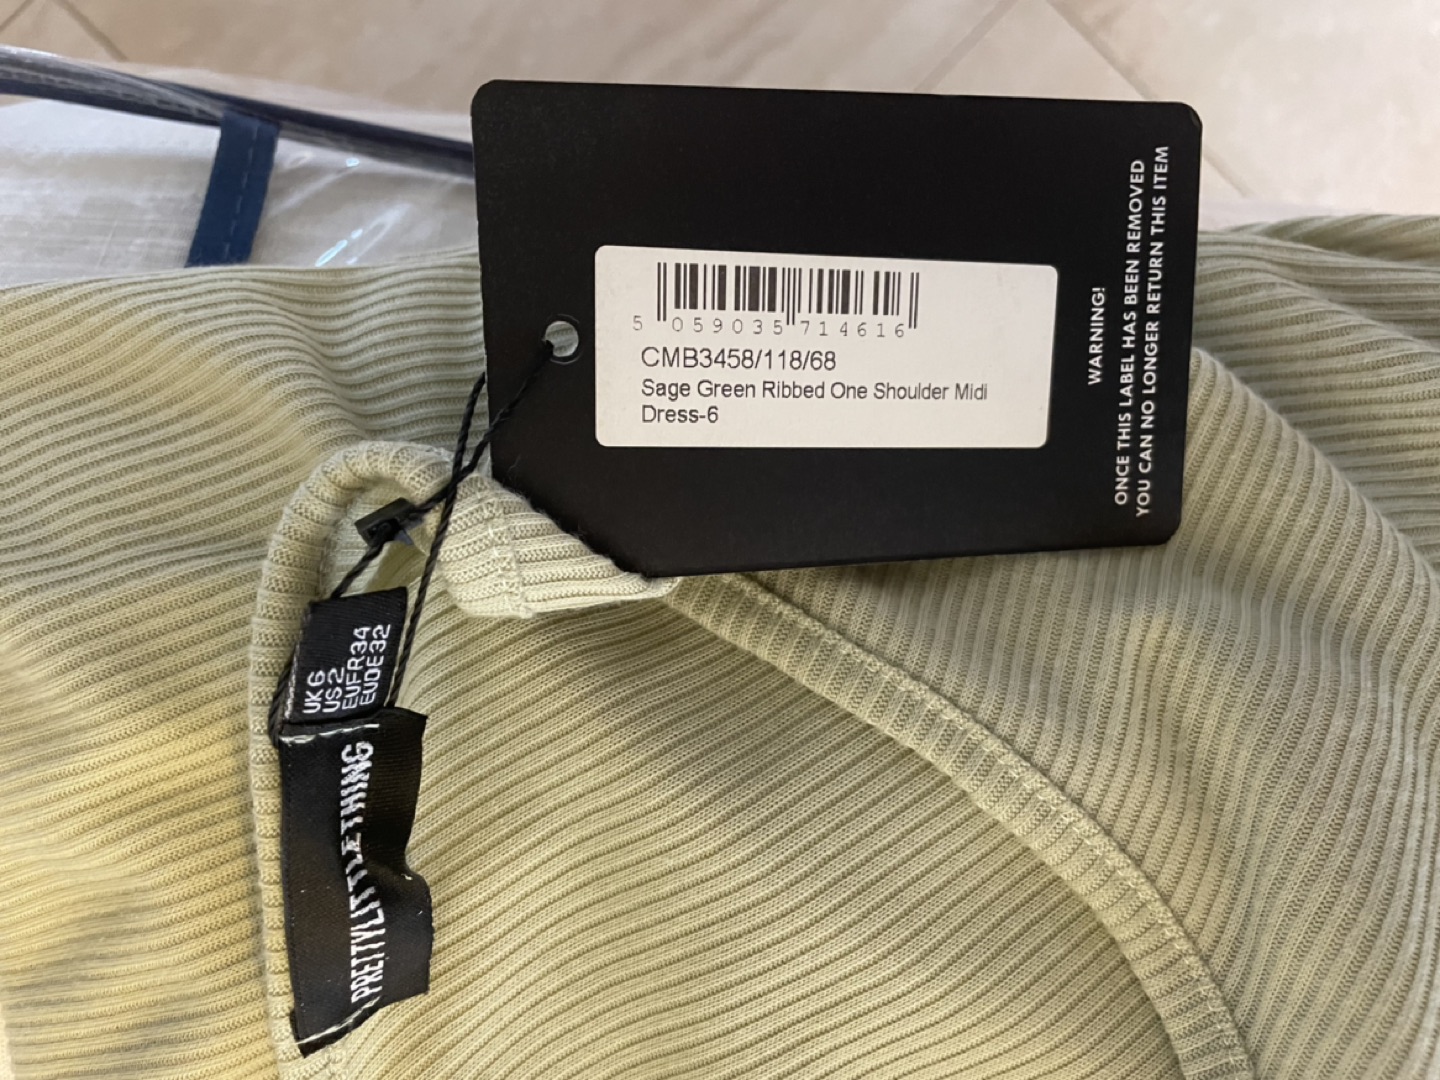 5 059035 714616
CMB3458/118/68
Sage Green Ribbed One Shoulder Midi
Dress-6
WARNING!
ONCE THIS LABEL HAS BEEN REMOVED
YOU CAN NO LONGER RETURN THIS ITEM
UK6
US2
EUFR34
EUDE32
PRETTYLITTLETHING